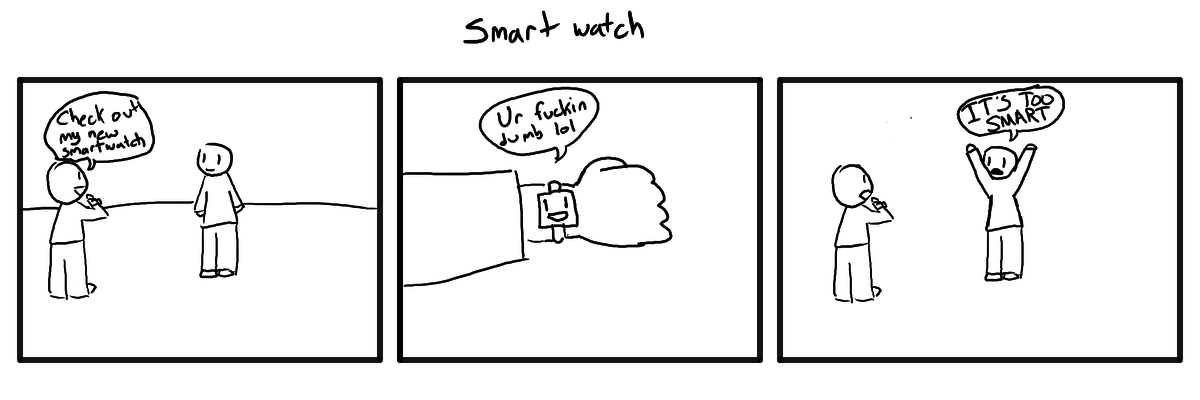 Smart watch
Check out
my new
smartwatch
Ur fuckin
dumb lol
IT'S TOO
SMART